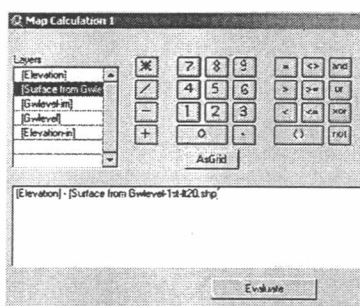 Map Calculation 1
Layers
[Elevation]
[Surface from Gwle
[Gwlevel-im]
[Gwlevel]
[Elevation-in]
* 7 8 9 = <> and
/ 4 5 6 > >= or
- 1 2 3 < <= xor
+ 0 . ( ) not
AsGrid
[Elevation] - [Surface from Gwlevel-1st-lt20.shp]
Evaluate